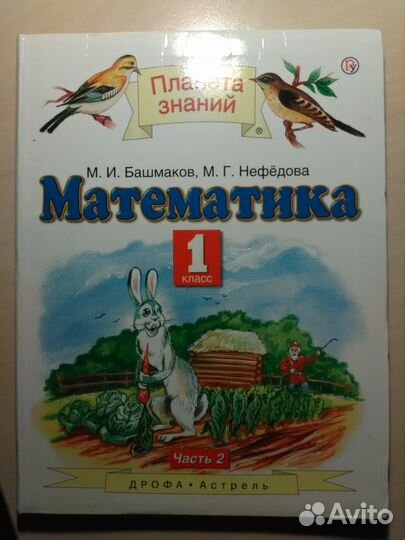 Планета
знаний
®
М. И. Башмаков, М. Г. Нефёдова
Математика
1
класс
Часть 2
ДРОФА • Астрель
Avito